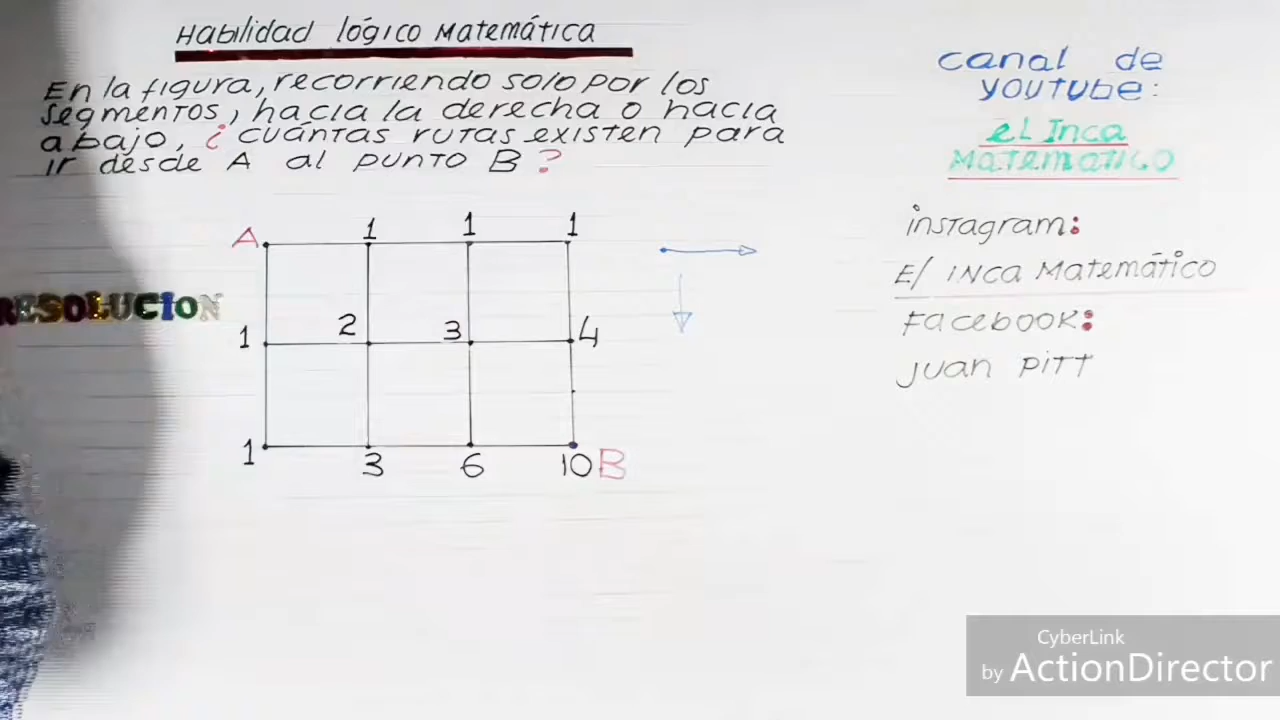 Habilidad lógico Matemática
En la figura, recorriendo solo por los
segmentos, hacia la derecha o hacia
abajo, ¿cuántas rutas existen para
ir desde A al punto B?
canal de
youtube:
el Inca
Matematico
instagram:
El inca Matemático
Facebook:
juan pitt
A 1 1 1
RESOLUCION
1 2 3 4
1 3 6 10 B
CyberLink
by ActionDirector